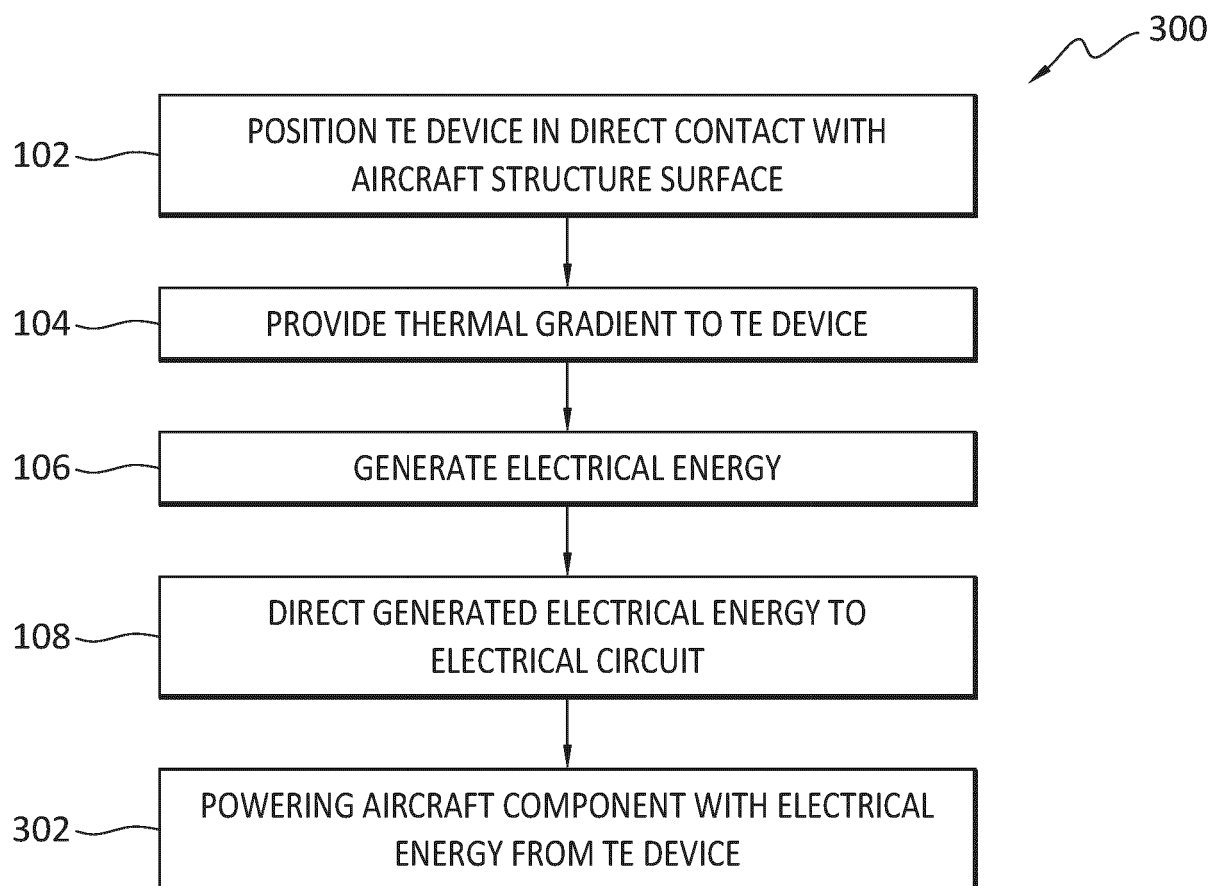 300
102
POSITION TE DEVICE IN DIRECT CONTACT WITH
AIRCRAFT STRUCTURE SURFACE
104
PROVIDE THERMAL GRADIENT TO TE DEVICE
106
GENERATE ELECTRICAL ENERGY
108
DIRECT GENERATED ELECTRICAL ENERGY TO
ELECTRICAL CIRCUIT
302
POWERING AIRCRAFT COMPONENT WITH ELECTRICAL
ENERGY FROM TE DEVICE